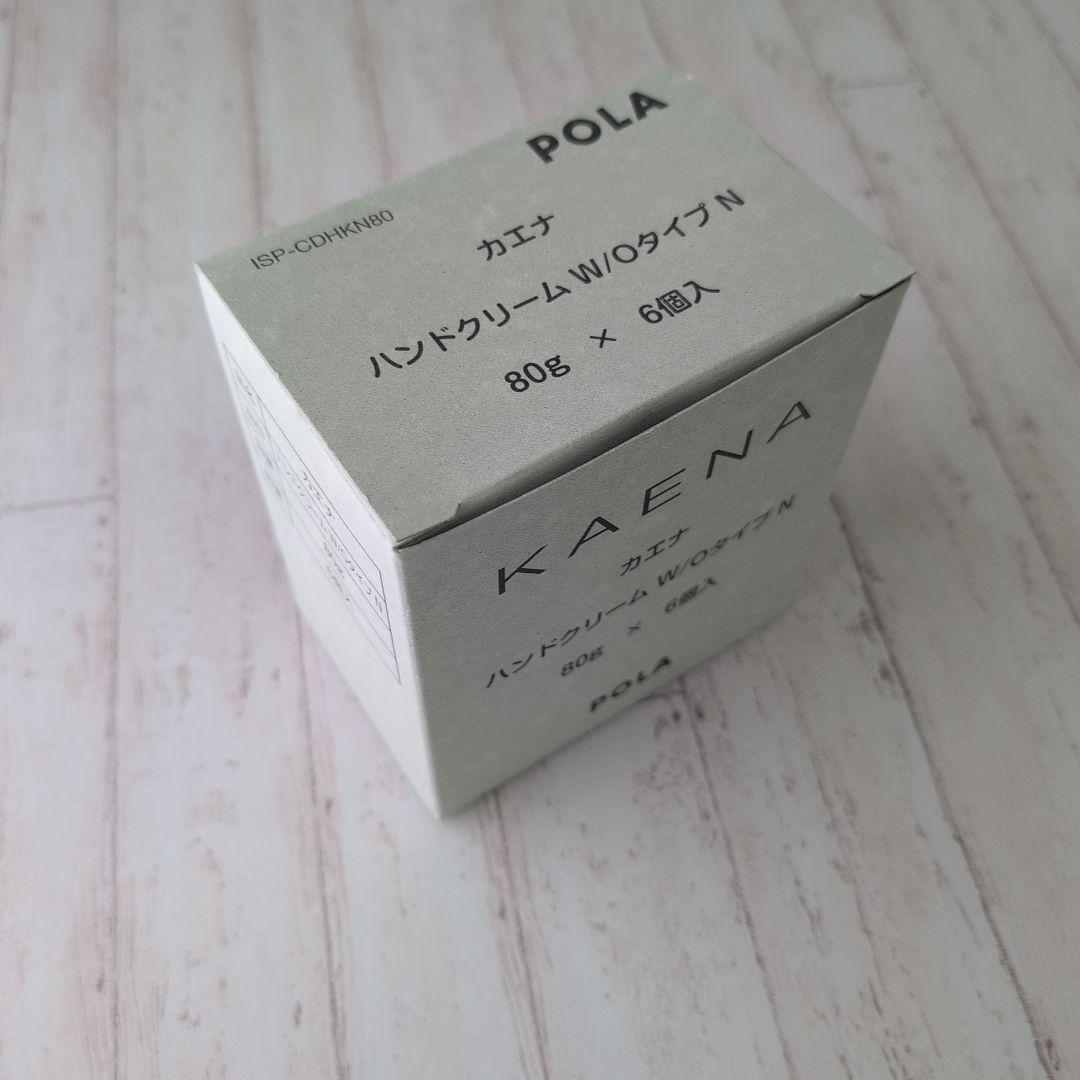 POLA
ISP-CDHKN80
カエナ
ハンドクリーム W/Oタイプ N
80g × 6個入
KAENA
カエナ
ハンドクリーム W/Oタイプ N
80g × 6個入
POLA